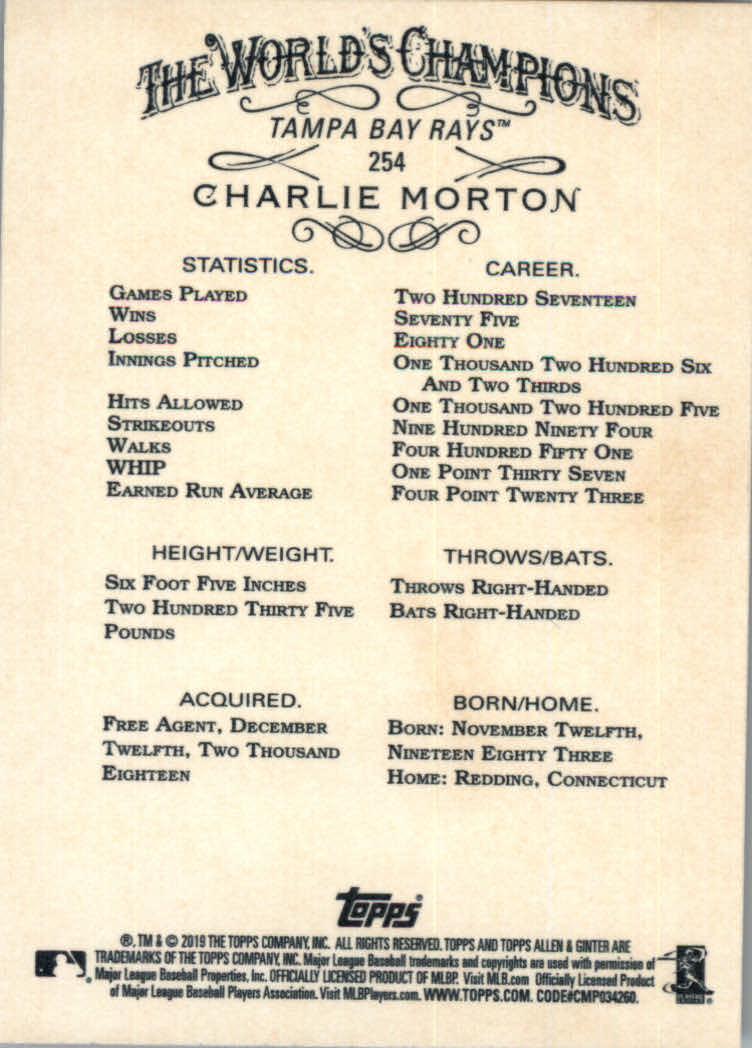 THE WORLD'S CHAMPIONS
TAMPA BAY RAYS™
254
CHARLIE MORTON
STATISTICS. CAREER.
GAMES PLAYED TWO HUNDRED SEVENTEEN
WINS SEVENTY FIVE
LOSSES EIGHTY ONE
INNINGS PITCHED ONE THOUSAND TWO HUNDRED SIX
AND TWO THIRDS
HITS ALLOWED ONE THOUSAND TWO HUNDRED FIVE
STRIKEOUTS NINE HUNDRED NINETY FOUR
WALKS FOUR HUNDRED FIFTY ONE
WHIP ONE POINT THIRTY SEVEN
EARNED RUN AVERAGE FOUR POINT TWENTY THREE
HEIGHT/WEIGHT.
SIX FOOT FIVE INCHES
TWO HUNDRED THIRTY FIVE
POUNDS
THROWS/BATS.
THROWS RIGHT-HANDED
BATS RIGHT-HANDED
ACQUIRED.
FREE AGENT, DECEMBER
TWELFTH, TWO THOUSAND
EIGHTEEN
BORN/HOME.
BORN: NOVEMBER TWELFTH,
NINETEEN EIGHTY THREE
HOME: REDDING, CONNECTICUT
topps®
®, TM & © 2019 THE TOPPS COMPANY, INC. ALL RIGHTS RESERVED. TOPPS AND TOPPS ALLEN & GINTER ARE
TRADEMARKS OF THE TOPPS COMPANY, INC. Major League Baseball trademarks and copyrights are used with permission of
Major League Baseball Properties, Inc. OFFICIALLY LICENSED PRODUCT OF MLBP. Visit MLB.com Officially Licensed Product
of Major League Baseball Players Association. Visit MLBPlayers.com. WWW.TOPPS.COM. CODE#CMP034260.